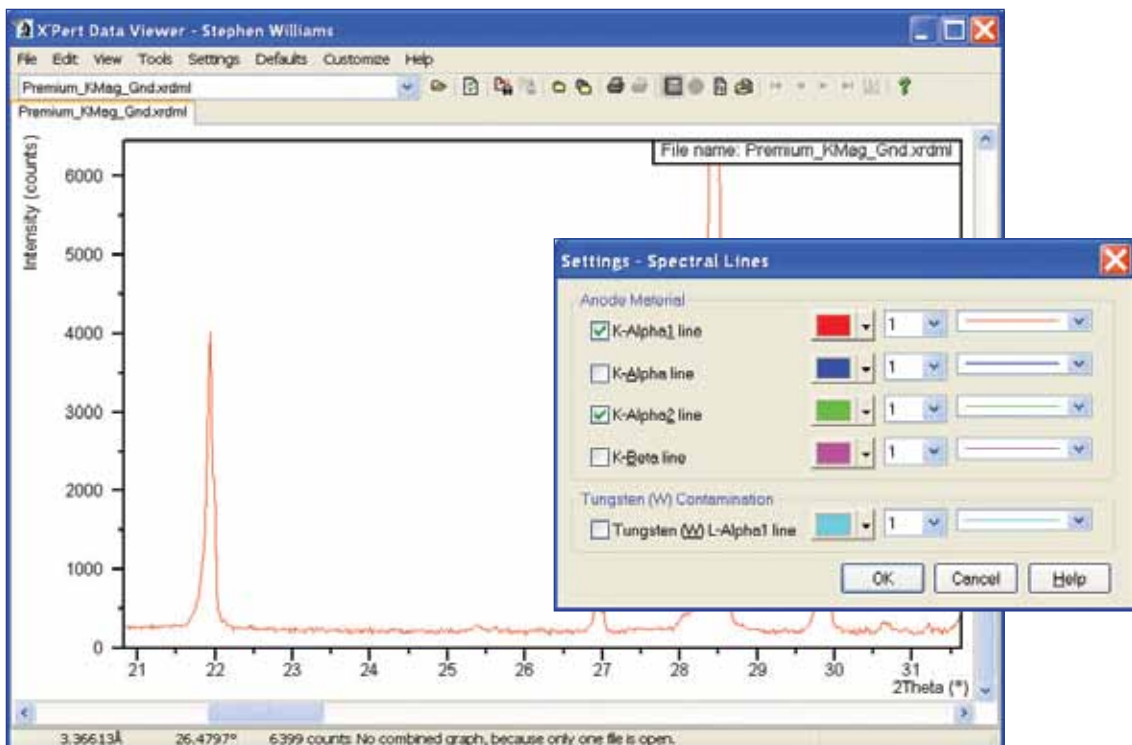 X'Pert Data Viewer - Stephen Williams
File Edit View Tools Settings Defaults Customize Help
Premium_KMag_Gnd.xrdml
Premium_KMag_Gnd.xrdml
File name: Premium_KMag_Gnd.xrdml
Intensity (counts)
6000
5000
4000
3000
2000
1000
0
21 22 23 24 25 26 27 28 29 30 31
2Theta (°)
Settings - Spectral Lines
Anode Material
K-Alpha1 line 1
K-Alpha line 1
K-Alpha2 line 1
K-Beta line 1
Tungsten (W) Contamination
Tungsten (W) L-Alpha1 line 1
OK Cancel Help
3.36613Å 26.4797° 6399 counts No combined graph, because only one file is open.